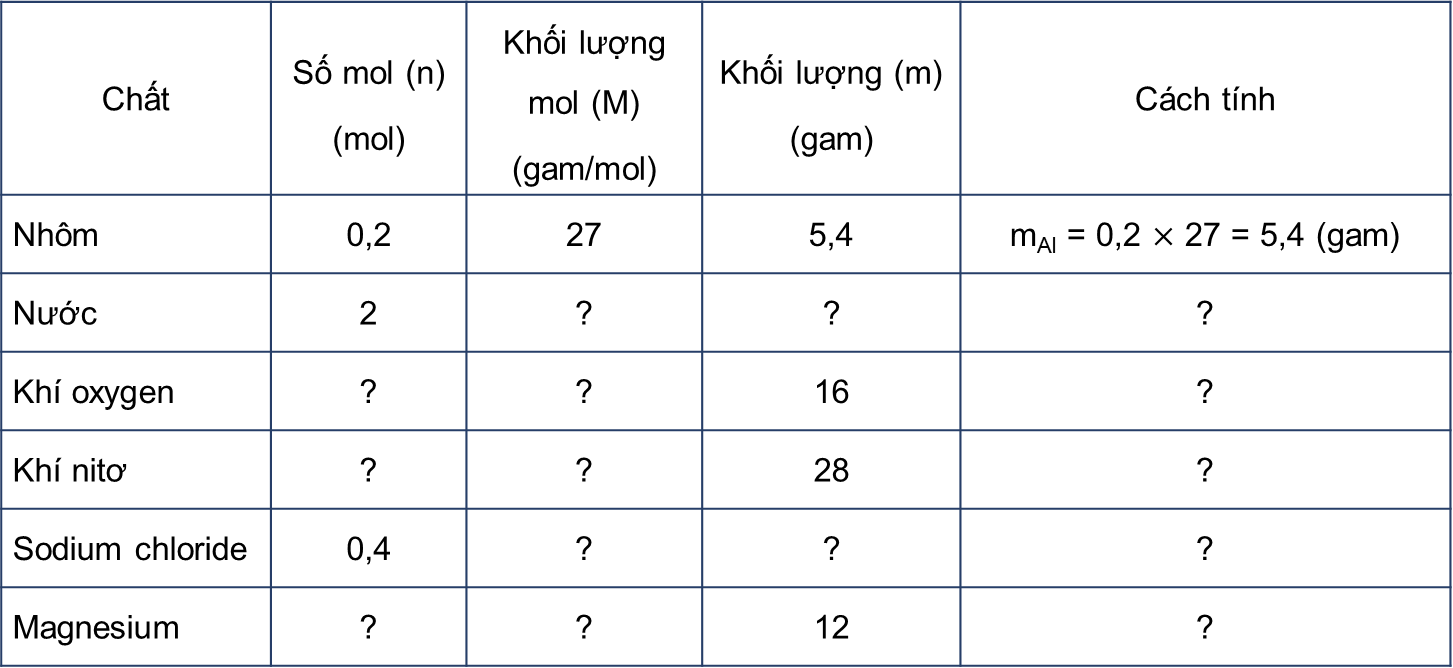 Chất
Số mol (n)
(mol)
Khối lượng
mol (M)
(gam/mol)
Khối lượng (m)
(gam)
Cách tính
Nhôm
0,2
27
5,4
mAl = 0,2 × 27 = 5,4 (gam)
Nước
2
?
?
?
Khí oxygen
?
?
16
?
Khí nitơ
?
?
28
?
Sodium chloride
0,4
?
?
?
Magnesium
?
?
12
?